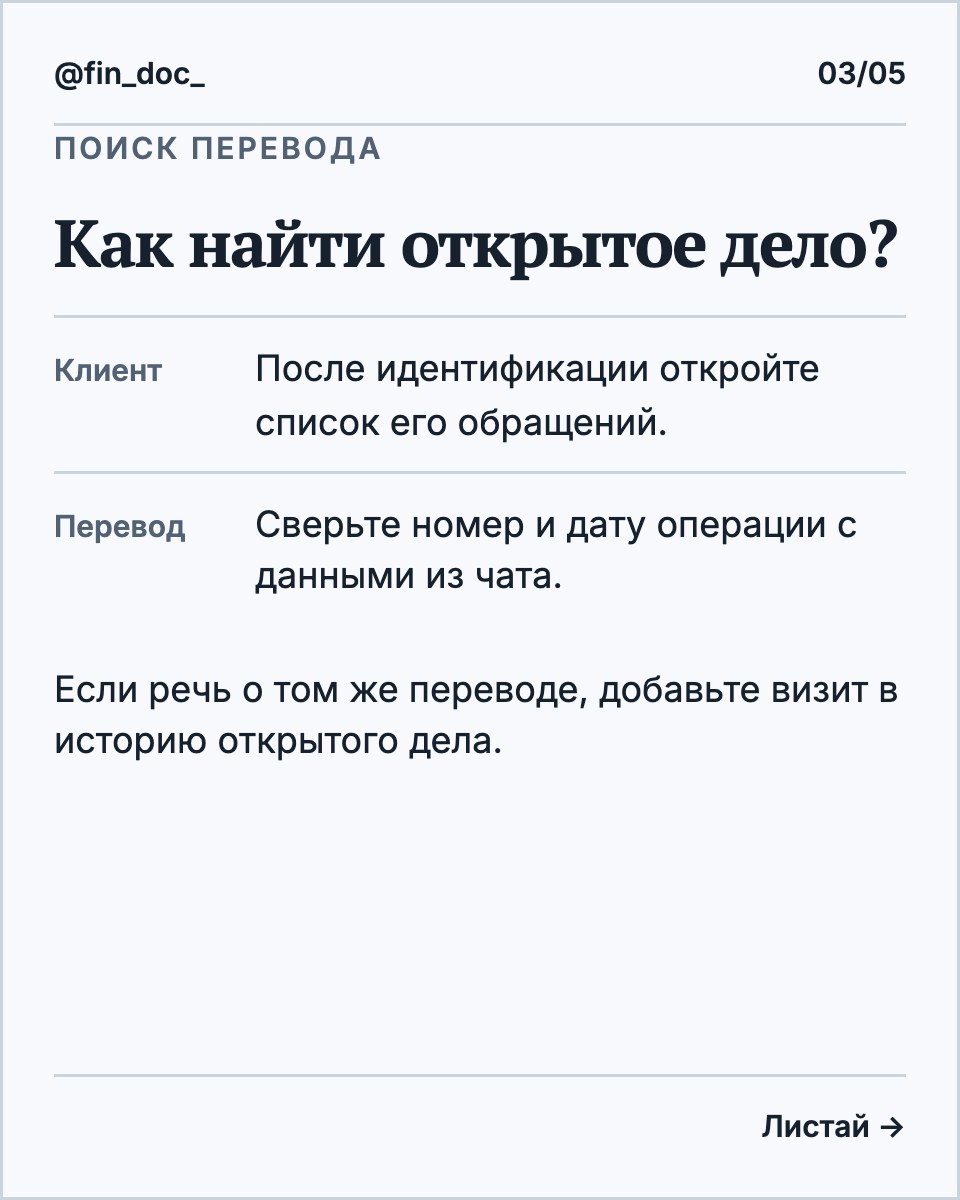 @fin_doc_
03/05
ПОИСК ПЕРЕВОДА
Как найти открытое дело?
Клиент
После идентификации откройте
список его обращений.
Перевод
Сверьте номер и дату операции с
данными из чата.
Если речь о том же переводе, добавьте визит в
историю открытого дела.
Листай →